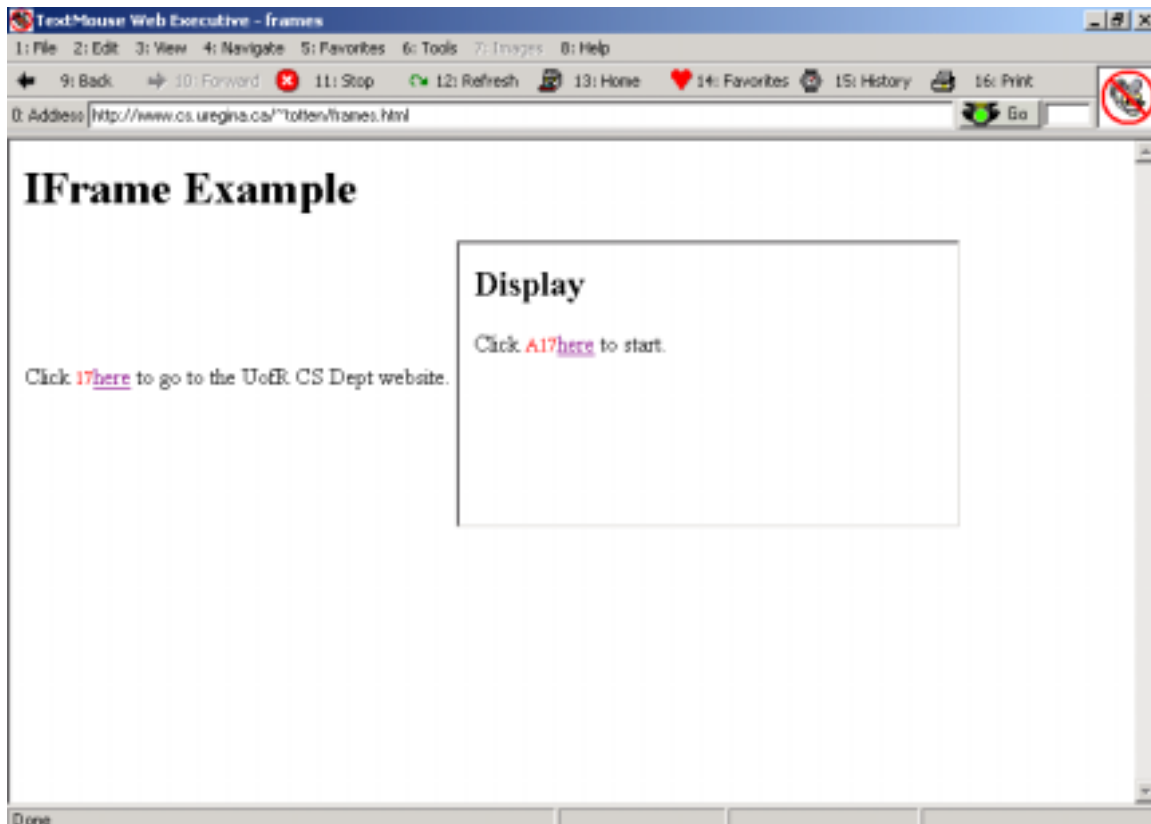 TextMouse Web Executive - frames
1: File 2: Edit 3: View 4: Navigate 5: Favorites 6: Tools 7: Images 8: Help
9: Back 10: Forward 11: Stop 12: Refresh 13: Home 14: Favorites 15: History 16: Print
0: Address http://www.cs.uregina.ca/~totten/frames.html Go
IFrame Example
Display
Click A17here to start.
Click 17here to go to the UofR CS Dept website.
Done